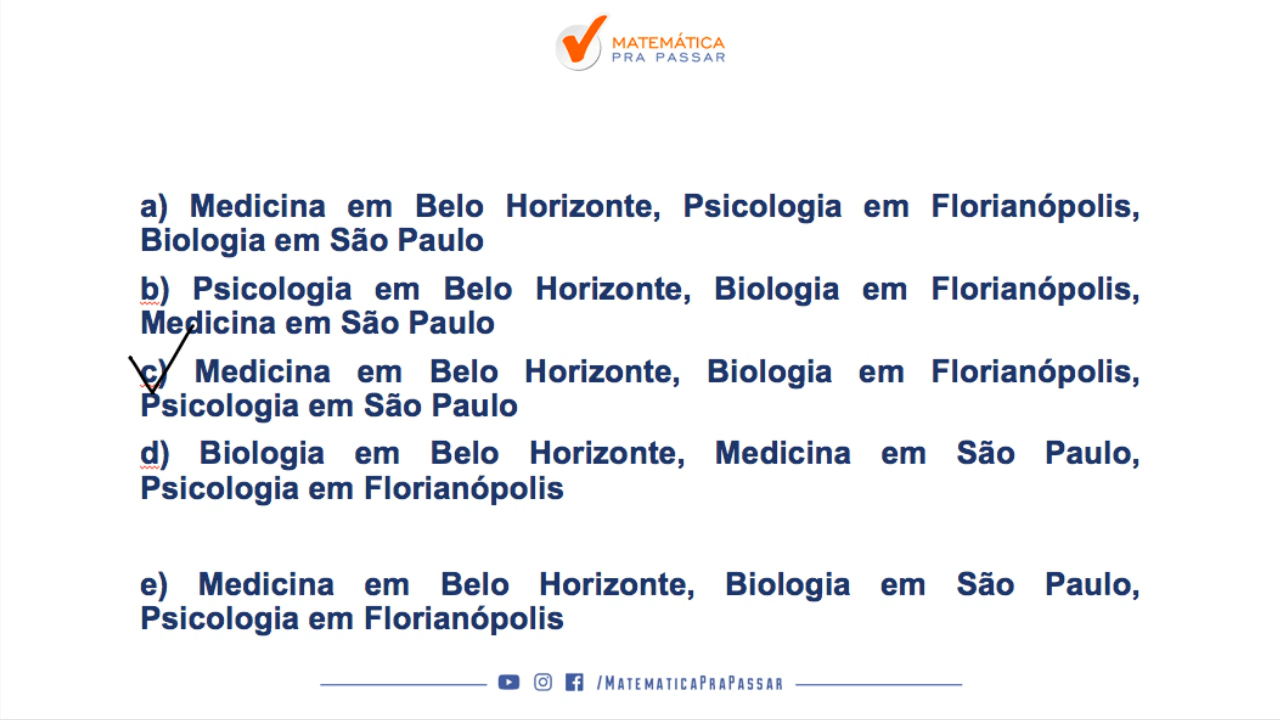 MATEMÁTICA
PRA PASSAR
a) Medicina em Belo Horizonte, Psicologia em Florianópolis,
Biologia em São Paulo
b) Psicologia em Belo Horizonte, Biologia em Florianópolis,
Medicina em São Paulo
c) Medicina em Belo Horizonte, Biologia em Florianópolis,
Psicologia em São Paulo
d) Biologia em Belo Horizonte, Medicina em São Paulo,
Psicologia em Florianópolis
e) Medicina em Belo Horizonte, Biologia em São Paulo,
Psicologia em Florianópolis
/MATEMATICAPRAPASSAR